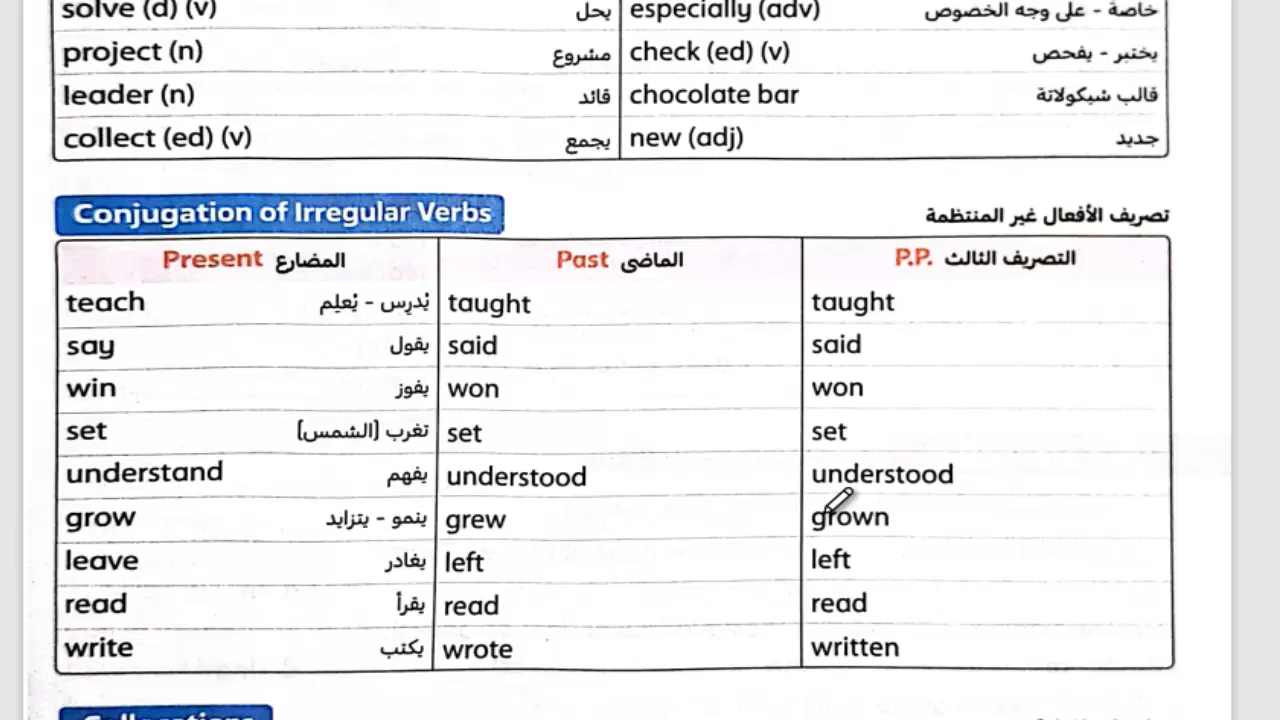 solve (d) (v) يحل especially (adv) خاصة - على وجه الخصوص
project (n) مشروع check (ed) (v) يختبر - يفحص
leader (n) قائد chocolate bar قالب شيكولاتة
collect (ed) (v) يجمع new (adj) جديد
Conjugation of Irregular Verbs تصريف الأفعال غير المنتظمة
Present المضارع Past الماضى P.P. التصريف الثالث
teach يُدرِس - يُعلِم taught taught
say يقول said said
win يفوز won won
set تغرب [الشمس] set set
understand يفهم understood understood
grow ينمو - يتزايد grew grown
leave يغادر left left
read يقرأ read read
write يكتب wrote written